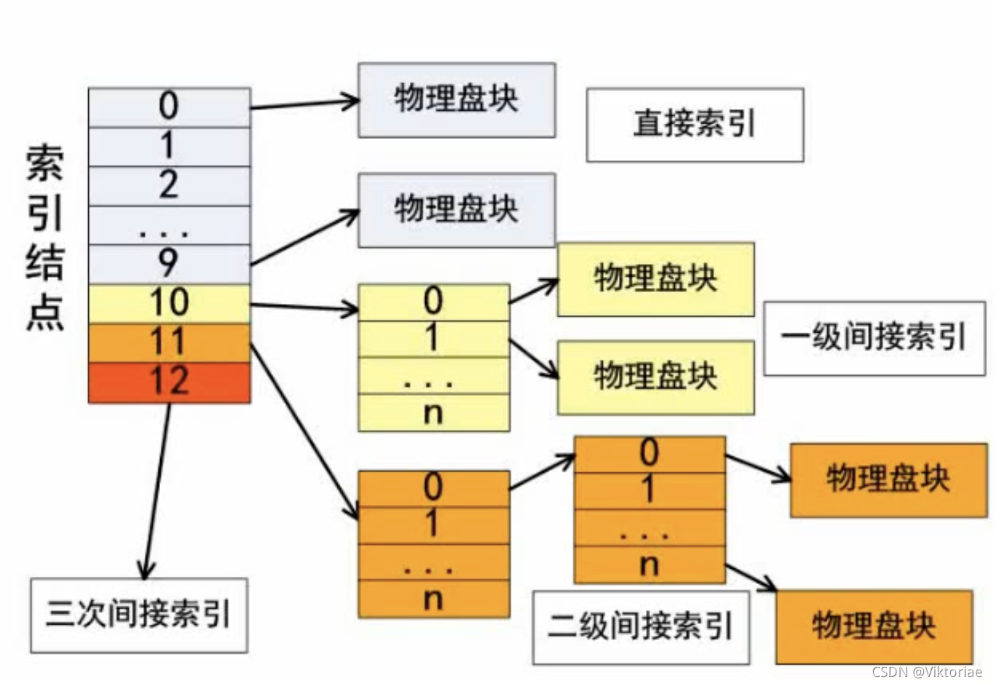 索引结点
0
1
2
...
9
10
11
12
物理盘块
直接索引
物理盘块
0
1
...
n
物理盘块
物理盘块
一级间接索引
0
1
...
n
0
1
...
n
物理盘块
物理盘块
二级间接索引
三次间接索引
CSDN @Viktoriae